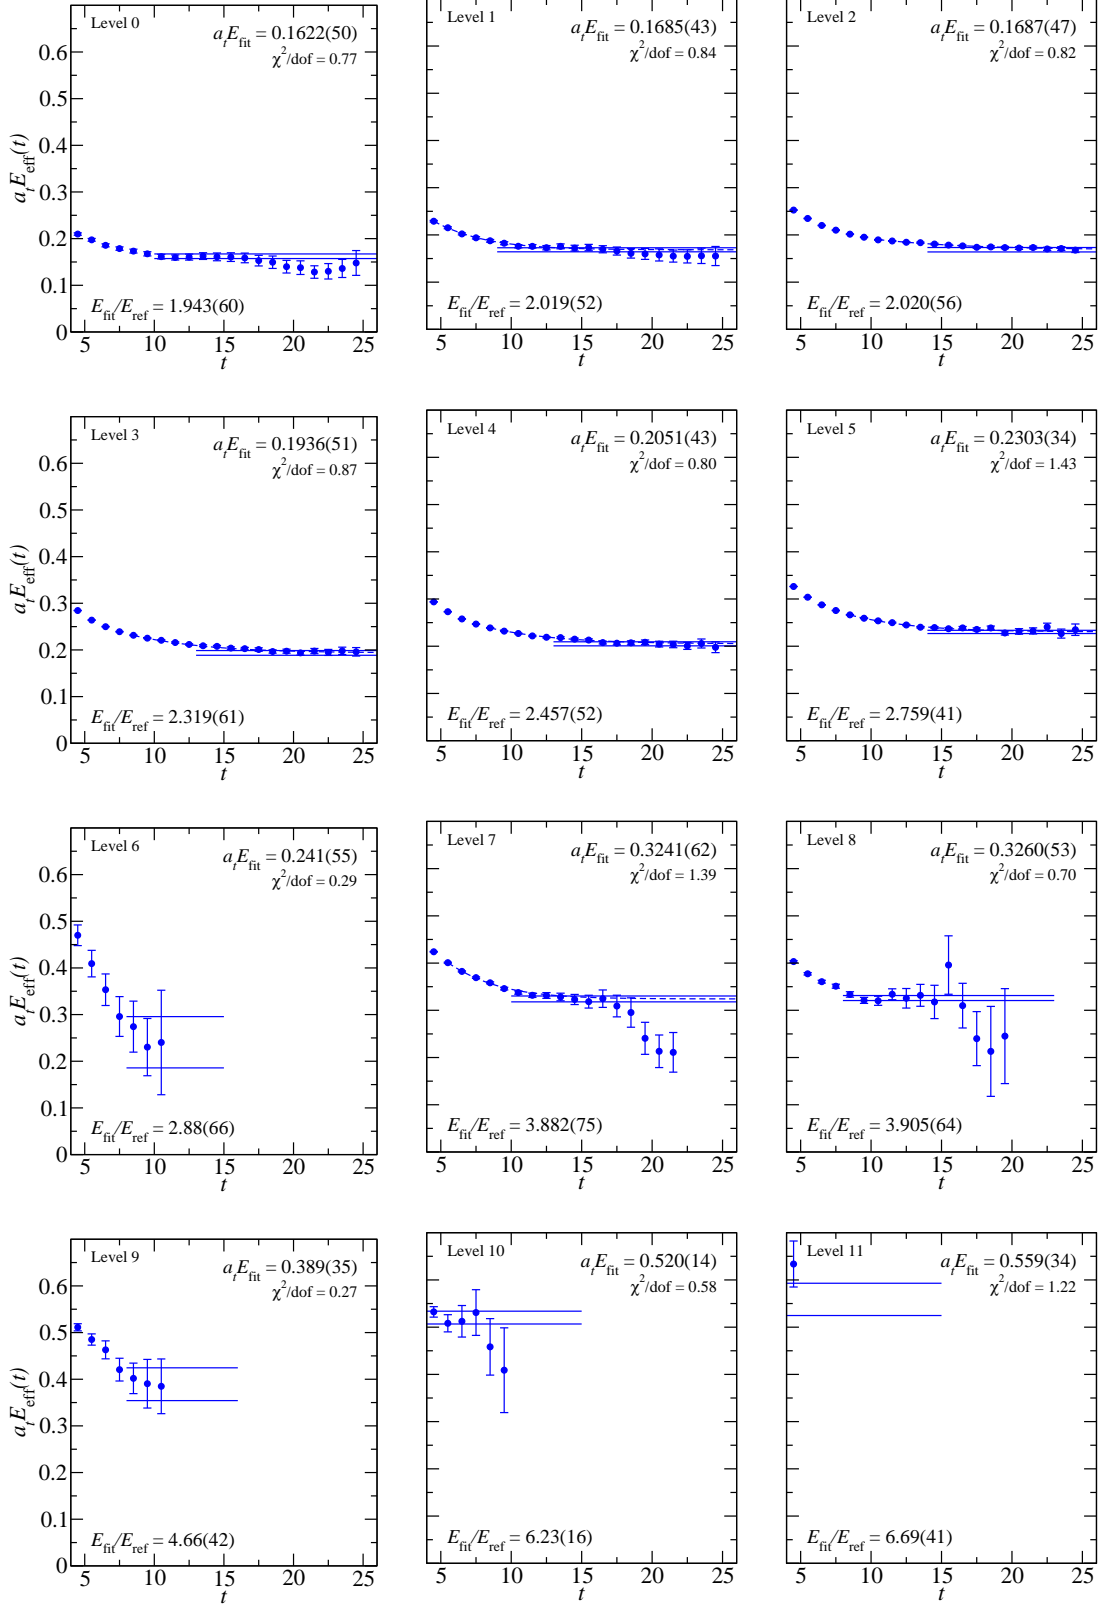 Level 0
a_tE_fit = 0.1622(50)
χ²/dof = 0.77
0.6
0.5
0.4
0.3
0.2
0.1
0
a_tE_eff(t)
E_fit/E_ref = 1.943(60)
5 10 15 20 25
t
Level 1
a_tE_fit = 0.1685(43)
χ²/dof = 0.84
E_fit/E_ref = 2.019(52)
5 10 15 20 25
t
Level 2
a_tE_fit = 0.1687(47)
χ²/dof = 0.82
E_fit/E_ref = 2.020(56)
5 10 15 20 25
t
Level 3
a_tE_fit = 0.1936(51)
χ²/dof = 0.87
0.6
0.5
0.4
0.3
0.2
0.1
0
a_tE_eff(t)
E_fit/E_ref = 2.319(61)
5 10 15 20 25
t
Level 4
a_tE_fit = 0.2051(43)
χ²/dof = 0.80
E_fit/E_ref = 2.457(52)
5 10 15 20 25
t
Level 5
a_tE_fit = 0.2303(34)
χ²/dof = 1.43
E_fit/E_ref = 2.759(41)
5 10 15 20 25
t
Level 6
a_tE_fit = 0.241(55)
χ²/dof = 0.29
0.6
0.5
0.4
0.3
0.2
0.1
0
a_tE_eff(t)
E_fit/E_ref = 2.88(66)
5 10 15 20 25
t
Level 7
a_tE_fit = 0.3241(62)
χ²/dof = 1.39
E_fit/E_ref = 3.882(75)
5 10 15 20 25
t
Level 8
a_tE_fit = 0.3260(53)
χ²/dof = 0.70
E_fit/E_ref = 3.905(64)
5 10 15 20 25
t
Level 9
a_tE_fit = 0.389(35)
χ²/dof = 0.27
0.6
0.5
0.4
0.3
0.2
0.1
0
a_tE_eff(t)
E_fit/E_ref = 4.66(42)
5 10 15 20 25
t
Level 10
a_tE_fit = 0.520(14)
χ²/dof = 0.58
E_fit/E_ref = 6.23(16)
5 10 15 20 25
t
Level 11
a_tE_fit = 0.559(34)
χ²/dof = 1.22
E_fit/E_ref = 6.69(41)
5 10 15 20 25
t